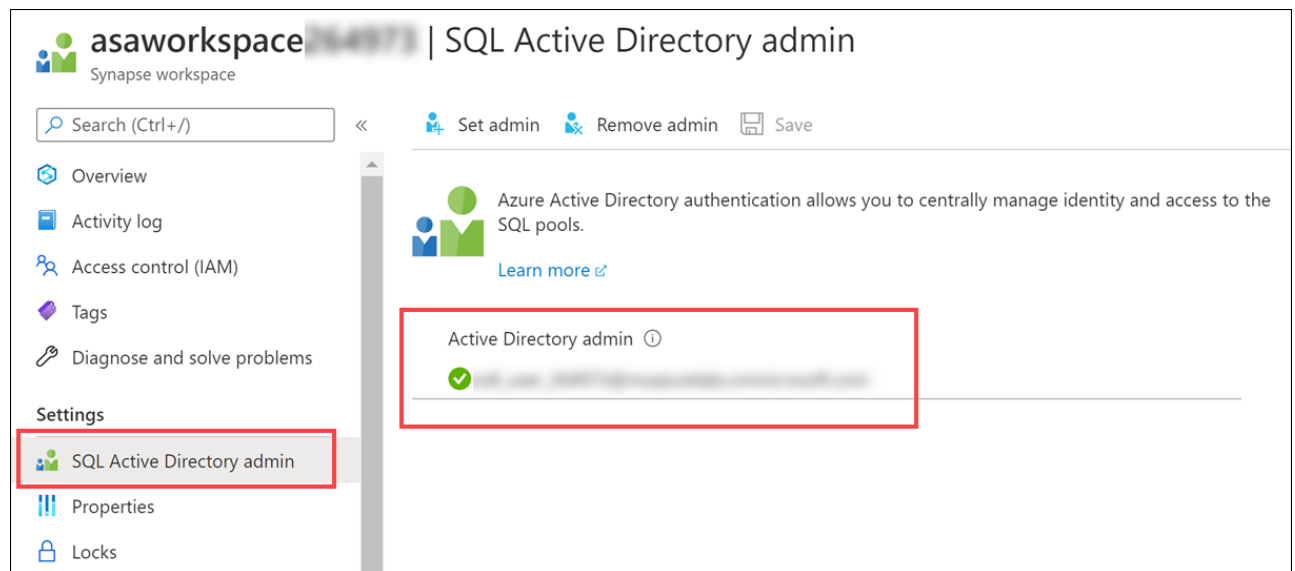 asaworkspace | SQL Active Directory admin
Synapse workspace
Search (Ctrl+/)
«
Set admin
Remove admin
Save
Overview
Activity log
Access control (IAM)
Tags
Diagnose and solve problems
Settings
SQL Active Directory admin
Properties
Locks
Azure Active Directory authentication allows you to centrally manage identity and access to the
SQL pools.
Learn more
Active Directory admin